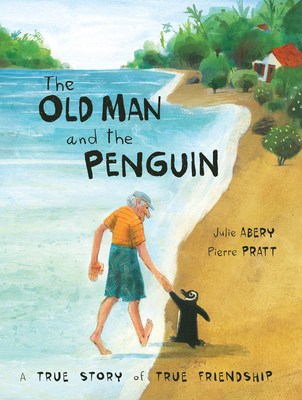 The
OLD MAN
and the
PENGUIN
Julie ABERY
Pierre PRATT
A TRUE STORY of TRUE FRIENDSHIP